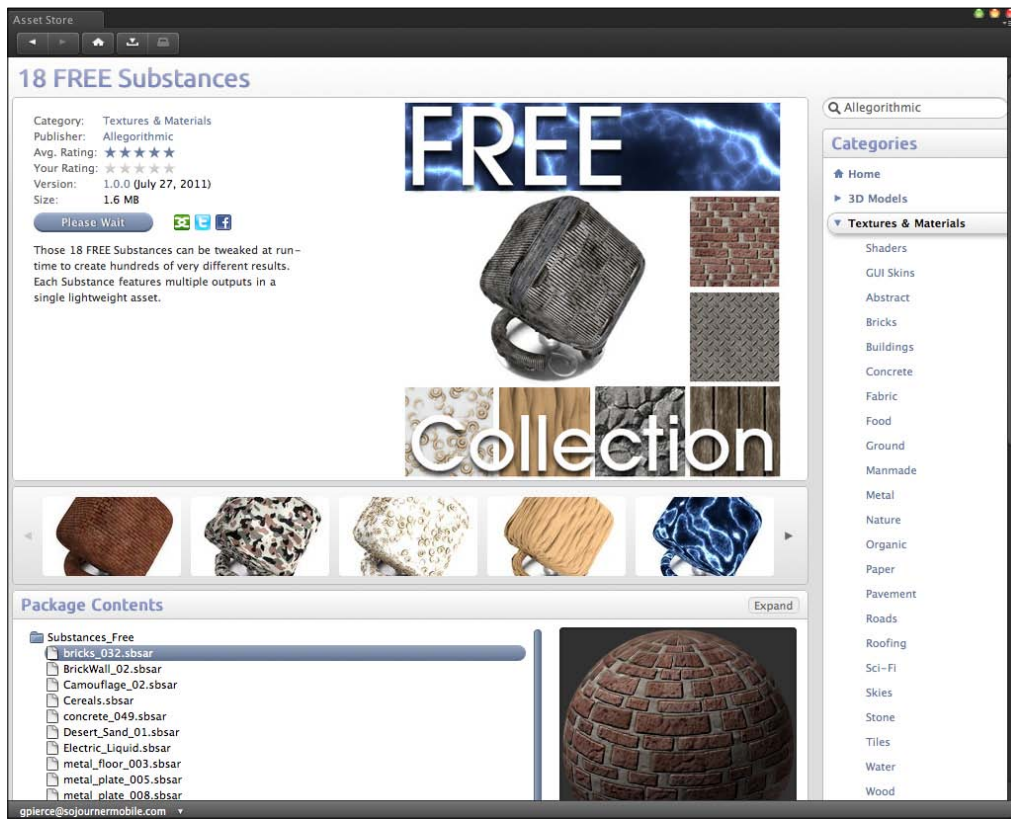 Asset Store
18 FREE Substances
Category: Textures & Materials
Publisher: Allegorithmic
Avg. Rating:
Your Rating:
Version: 1.0.0 (July 27, 2011)
Size: 1.6 MB
Please Wait
Those 18 FREE Substances can be tweaked at run-
time to create hundreds of very different results.
Each Substance features multiple outputs in a
single lightweight asset.
FREE
Collection
Package Contents
Expand
Substances_Free
bricks_032.sbsar
BrickWall_02.sbsar
Camouflage_02.sbsar
Cereals.sbsar
concrete_049.sbsar
Desert_Sand_01.sbsar
Electric_Liquid.sbsar
metal_floor_003.sbsar
metal_plate_005.sbsar
metal_plate_008.sbsar
Allegorithmic
Categories
Home
3D Models
Textures & Materials
Shaders
GUI Skins
Abstract
Bricks
Buildings
Concrete
Fabric
Food
Ground
Manmade
Metal
Nature
Organic
Paper
Pavement
Roads
Roofing
Sci-Fi
Skies
Stone
Tiles
Water
Wood
gpierce@sojournermobile.com